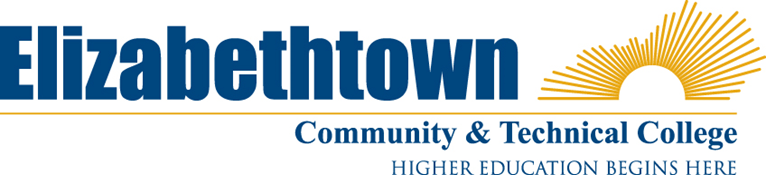 Elizabethtown
Community & Technical College
HIGHER EDUCATION BEGINS HERE